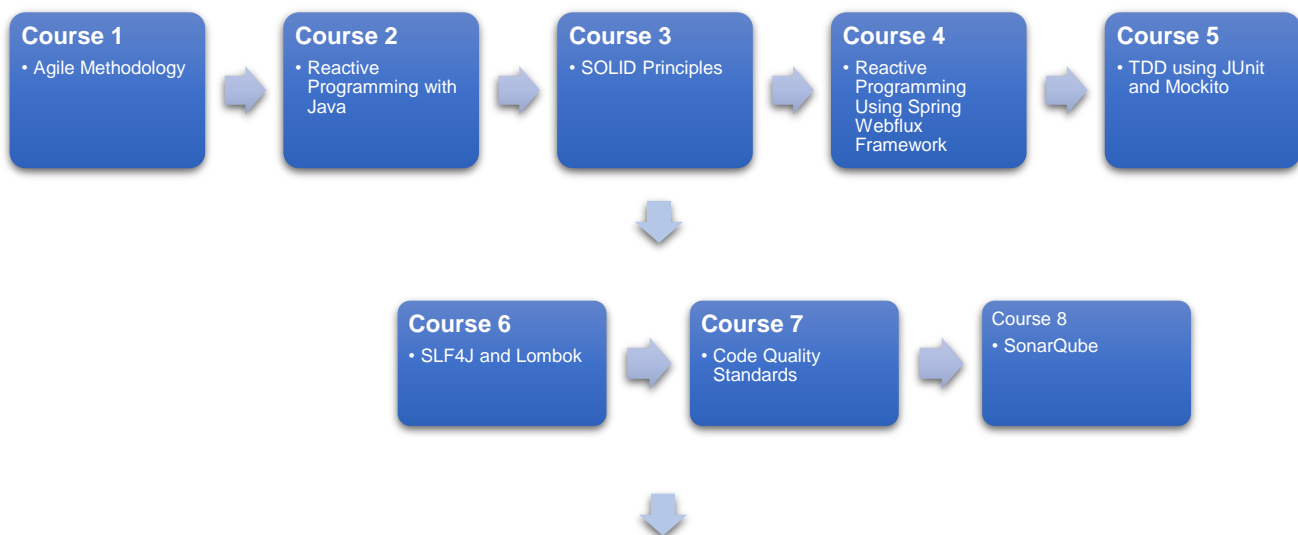 Course 1
• Agile Methodology
Course 2
• Reactive
Programming with
Java
Course 3
• SOLID Principles
Course 4
• Reactive
Programming
Using Spring
Webflux
Framework
Course 5
• TDD using JUnit
and Mockito
Course 6
• SLF4J and Lombok
Course 7
• Code Quality
Standards
Course 8
• SonarQube